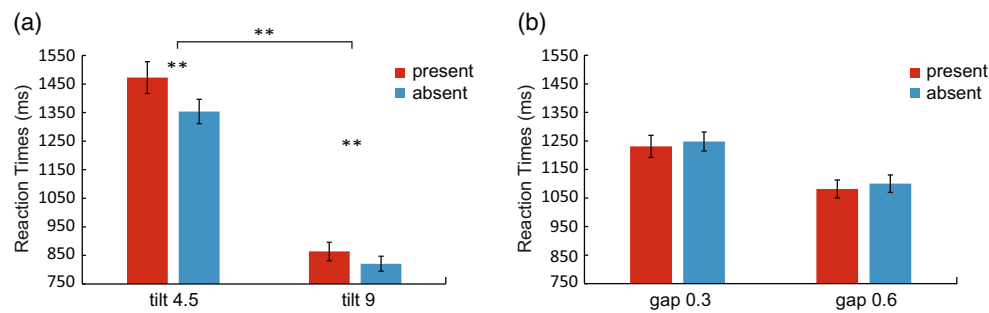 (a)
**
1550
1450
1350
1250
1150
1050
950
850
750
Reaction Times (ms)
present
absent
**
**
tilt 4.5
tilt 9
(b)
1550
1450
1350
1250
1150
1050
950
850
750
Reaction Times (ms)
present
absent
gap 0.3
gap 0.6